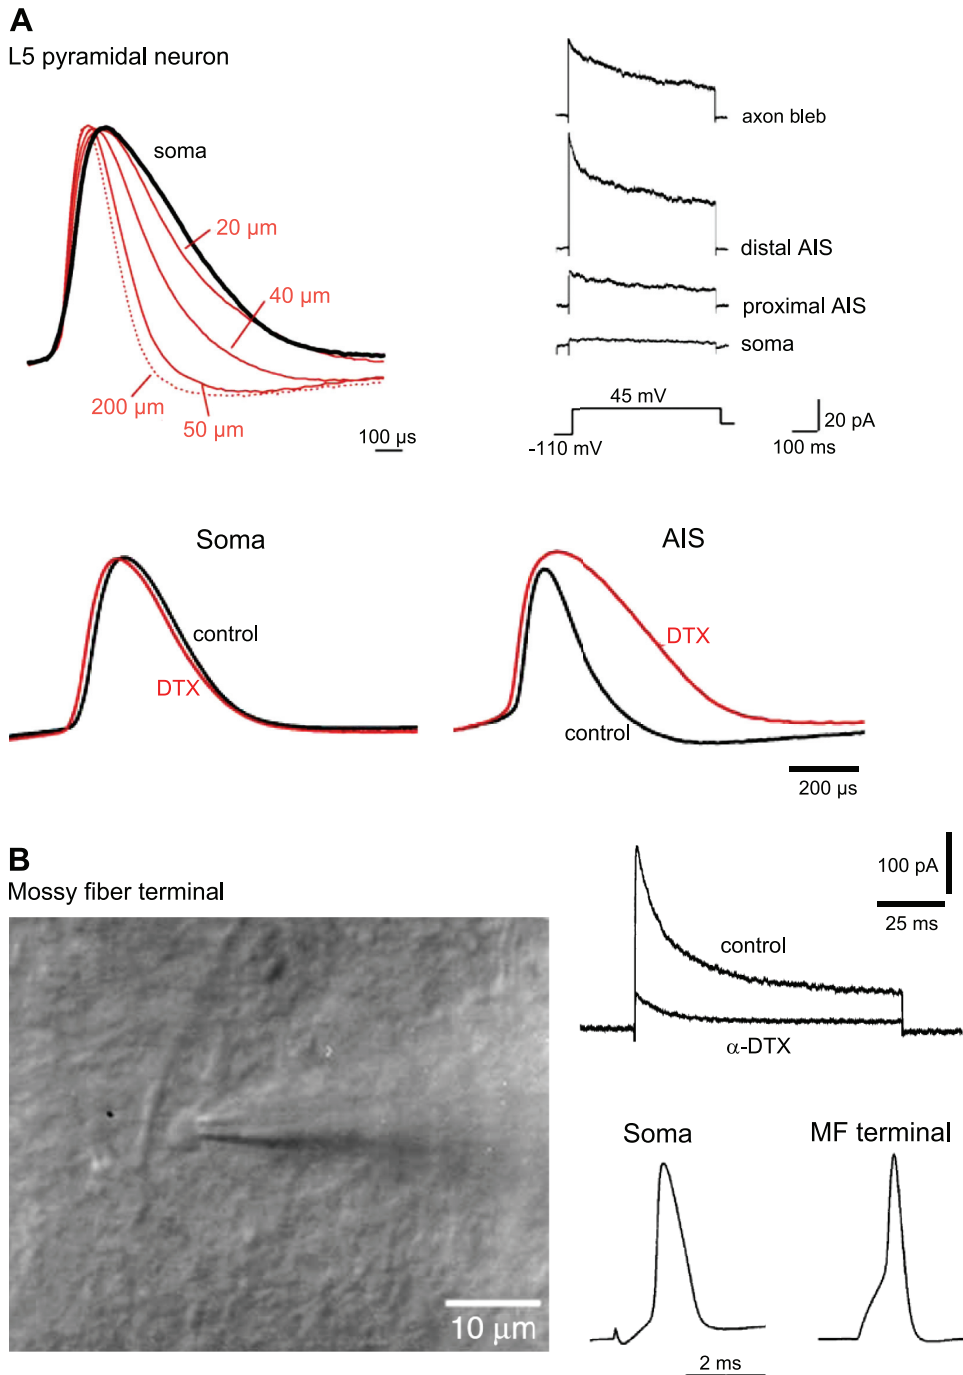 A
L5 pyramidal neuron
soma
20 µm
40 µm
200 µm
50 µm
100 µs
axon bleb
distal AIS
proximal AIS
soma
45 mV
-110 mV
20 pA
100 ms
Soma
control
DTX
AIS
DTX
control
200 µs
B
Mossy fiber terminal
10 µm
100 pA
25 ms
control
α-DTX
Soma
MF terminal
2 ms